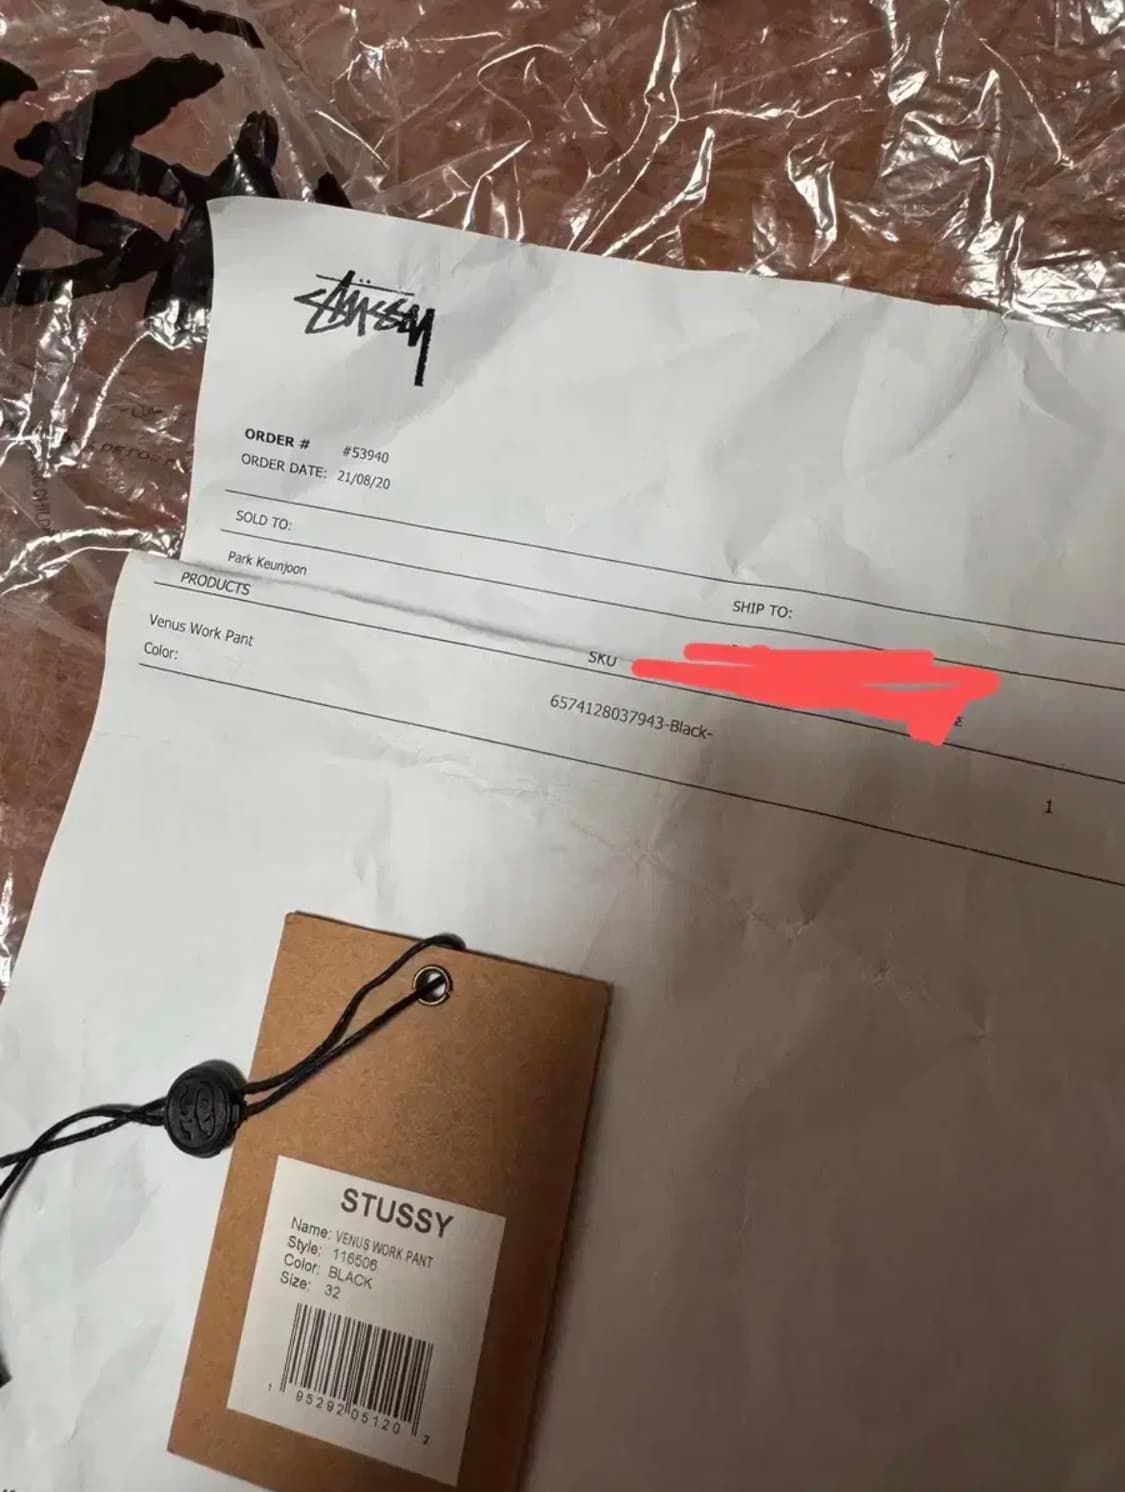 Stüssy
ORDER # #53940
ORDER DATE: 21/08/20
SOLD TO:
SHIP TO:
Park Keunjoon
PRODUCTS
SKU
Venus Work Pant
6574128037943-Black-
1
Color:
STUSSY
Name: VENUS WORK PANT
Style: 116506
Color: BLACK
Size: 32
1 95292 05120 2